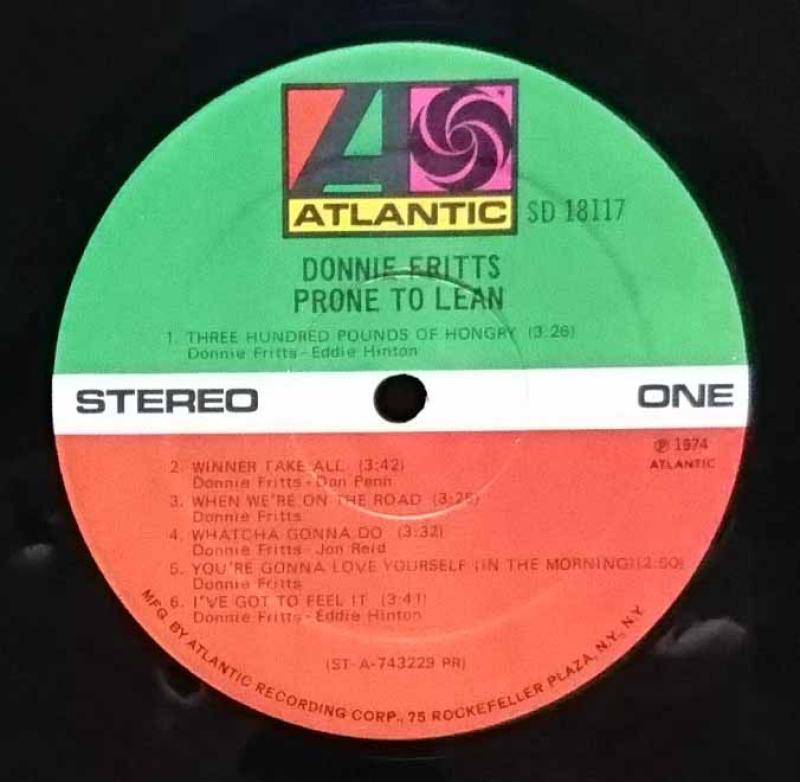 ATLANTIC
SD 18117
DONNIE FRITTS
PRONE TO LEAN
1. THREE HUNDRED POUNDS OF HONGRY (3:26)
Donnie Fritts - Eddie Hinton
STEREO
ONE
℗ 1974
ATLANTIC
2. WINNER TAKE ALL (3:42)
Donnie Fritts - Dan Penn
3. WHEN WE'RE ON THE ROAD
Donnie Fritts
4. WHATCHA GONNA DO (3:32)
Donnie Fritts - Jon Reid
5. YOU'RE GONNA LOVE YOURSELF (IN THE MORNING) (2:50)
Donnie Fritts
6. I'VE GOT TO FEEL IT (3:41)
Donnie Fritts - Eddie Hinton
(ST-A-743229 PR)
MFG. BY ATLANTIC RECORDING CORP., 75 ROCKEFELLER PLAZA, N.Y., N.Y.